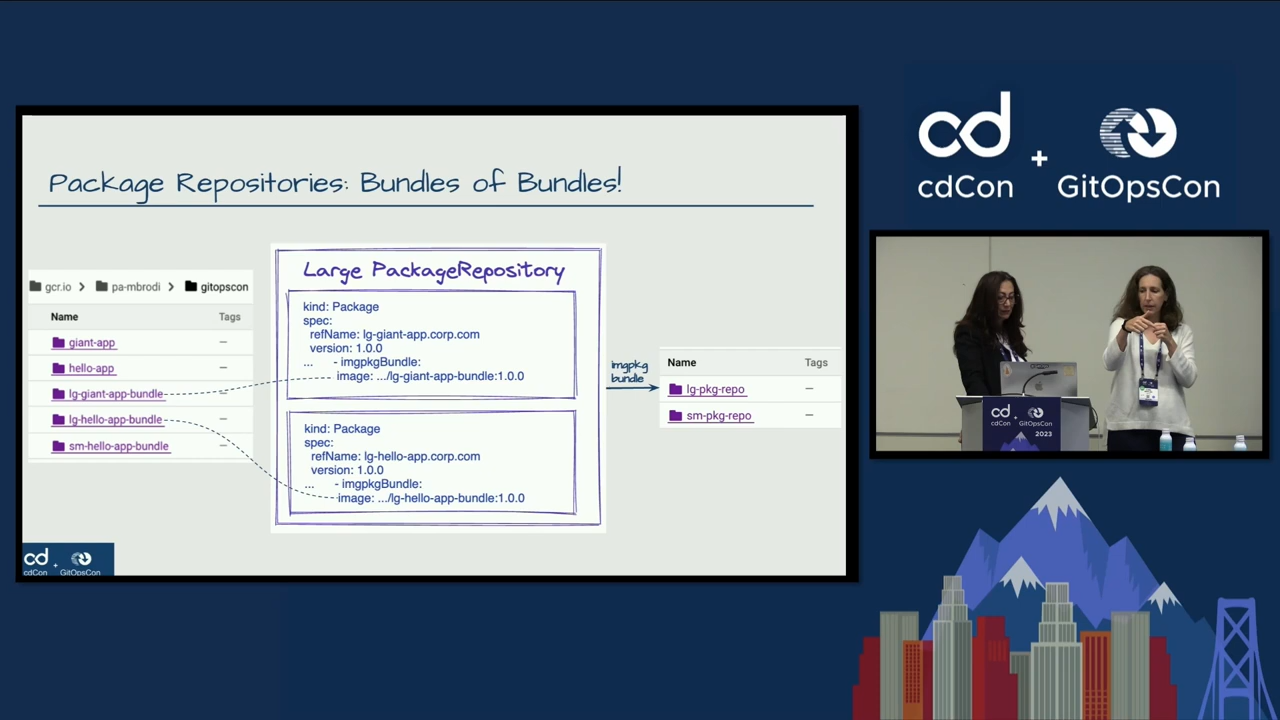 Package Repositories: Bundles of Bundles!
gcr.io > pa-mbrodi > gitopscon
Name Tags
giant-app –
hello-app –
lg-giant-app-bundle –
lg-hello-app-bundle –
sm-hello-app-bundle –
Large PackageRepository
kind: Package
spec:
refName: lg-giant-app.corp.com
version: 1.0.0
... - imgpkgBundle:
image: .../lg-giant-app-bundle:1.0.0
kind: Package
spec:
refName: lg-hello-app.corp.com
version: 1.0.0
... - imgpkgBundle:
image: .../lg-hello-app-bundle:1.0.0
imgpkg
bundle
Name Tags
lg-pkg-repo –
sm-pkg-repo –
cd +
cdCon GitOpsCon
cd +
cdCon GitOpsCon
cd +
cdCon GitOpsCon
2023